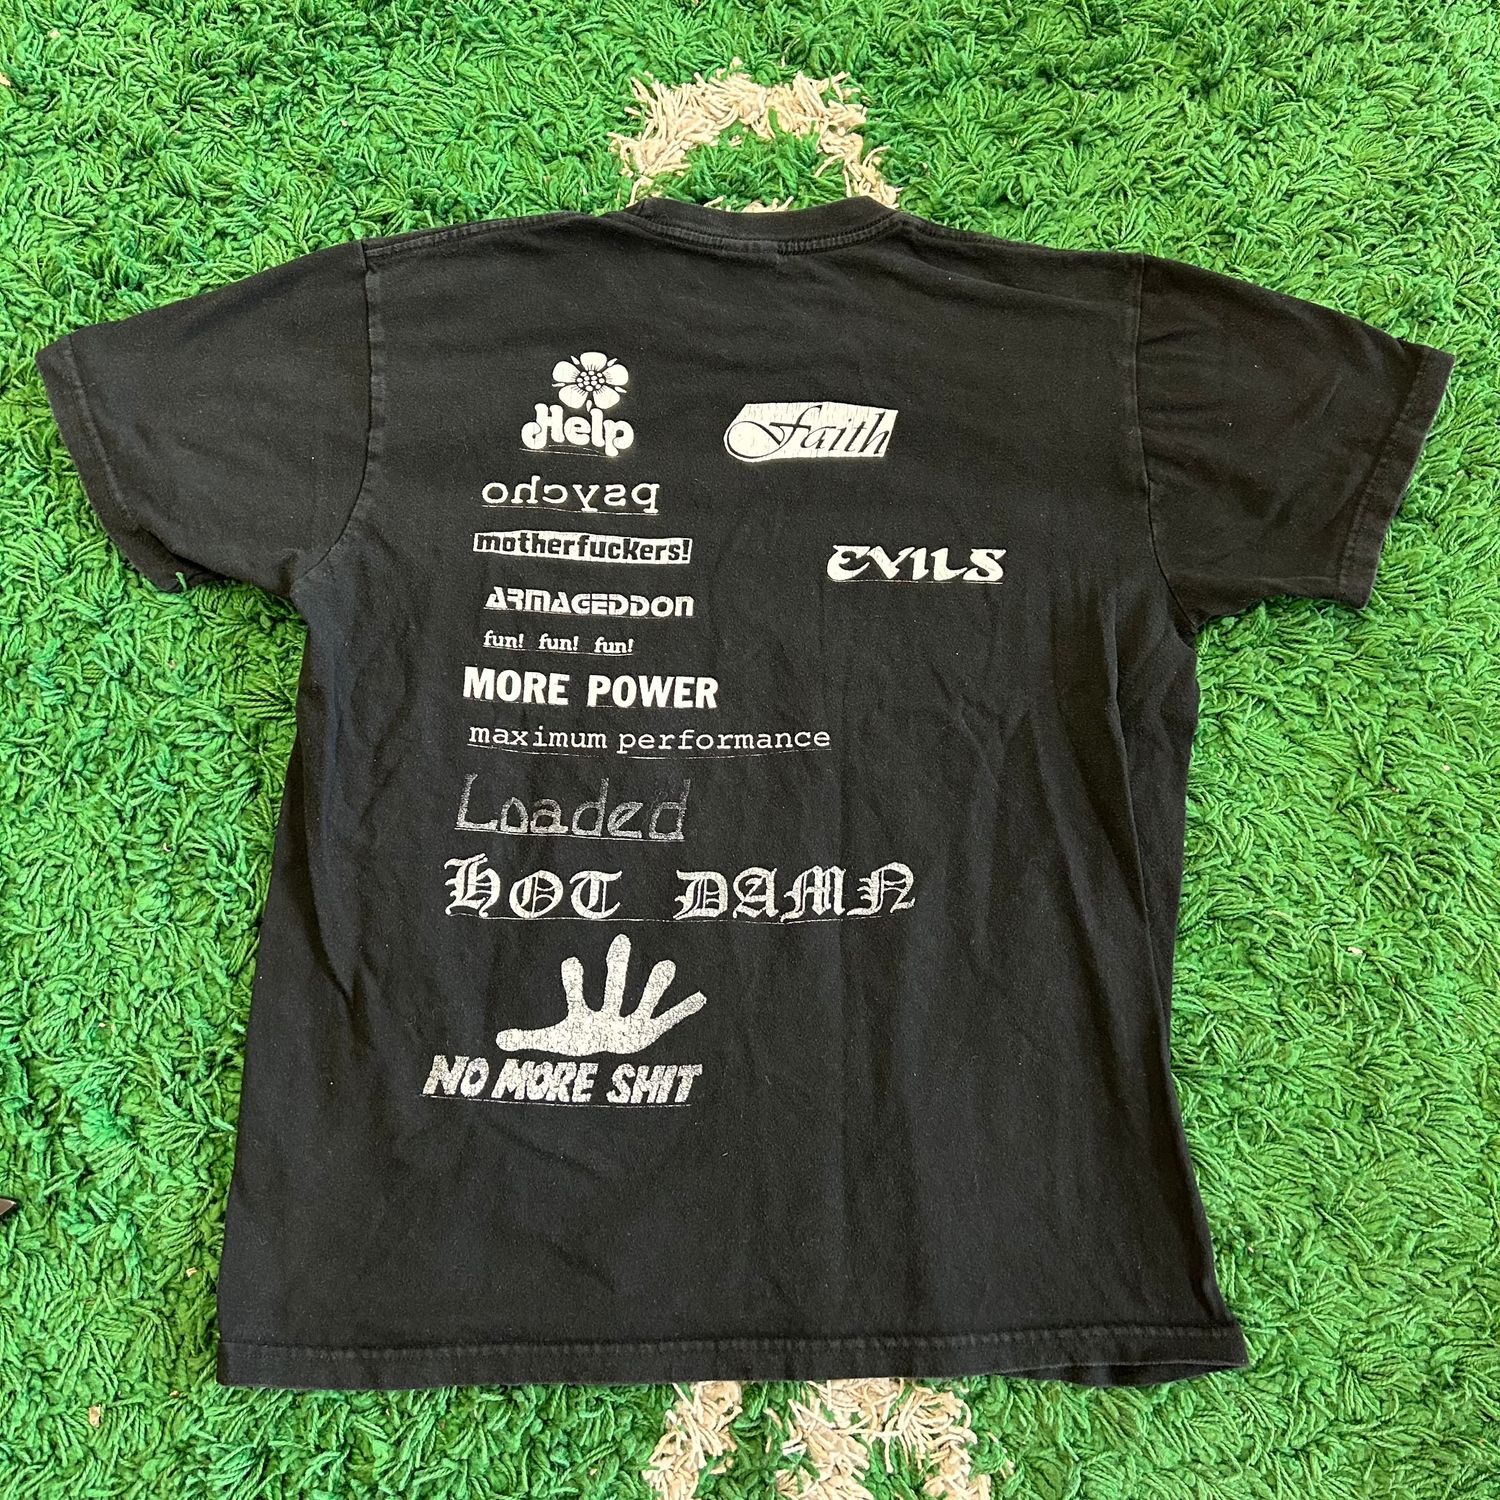 Help
faith
psycho
motherfuckers!
EVILS
ARMAGEDDON
fun! fun! fun!
MORE POWER
maximum performance
Loaded
HOT DAMN
NO MORE SHIT